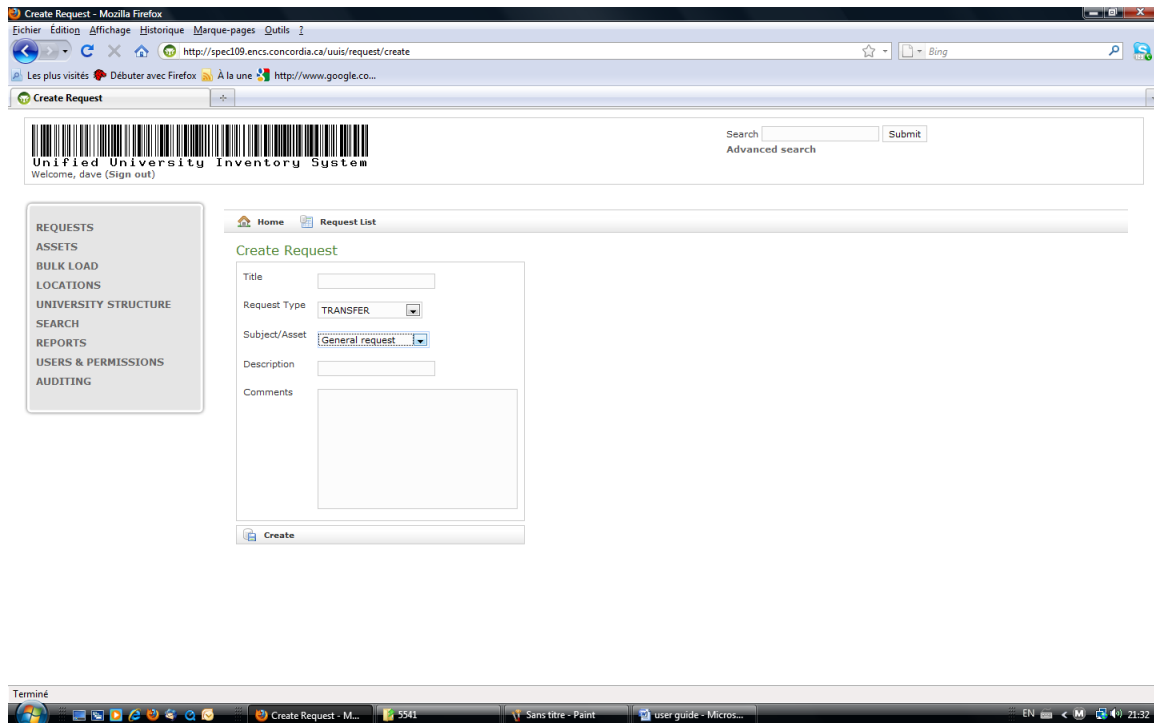 Create Request - Mozilla Firefox
Fichier Édition Affichage Historique Marque-pages Outils ?
http://spec109.encs.concordia.ca/uuis/request/create
Bing
Les plus visités Débuter avec Firefox À la une http://www.google.co...
Create Request
Unified University Inventory System
Welcome, dave (Sign out)
Search Submit
Advanced search
REQUESTS
ASSETS
BULK LOAD
LOCATIONS
UNIVERSITY STRUCTURE
SEARCH
REPORTS
USERS & PERMISSIONS
AUDITING
Home Request List
Create Request
Title
Request Type TRANSFER
Subject/Asset General request
Description
Comments
Create
Terminé
Create Request - M... 5541 Sans titre - Paint user guide - Micros... EN M 21:32